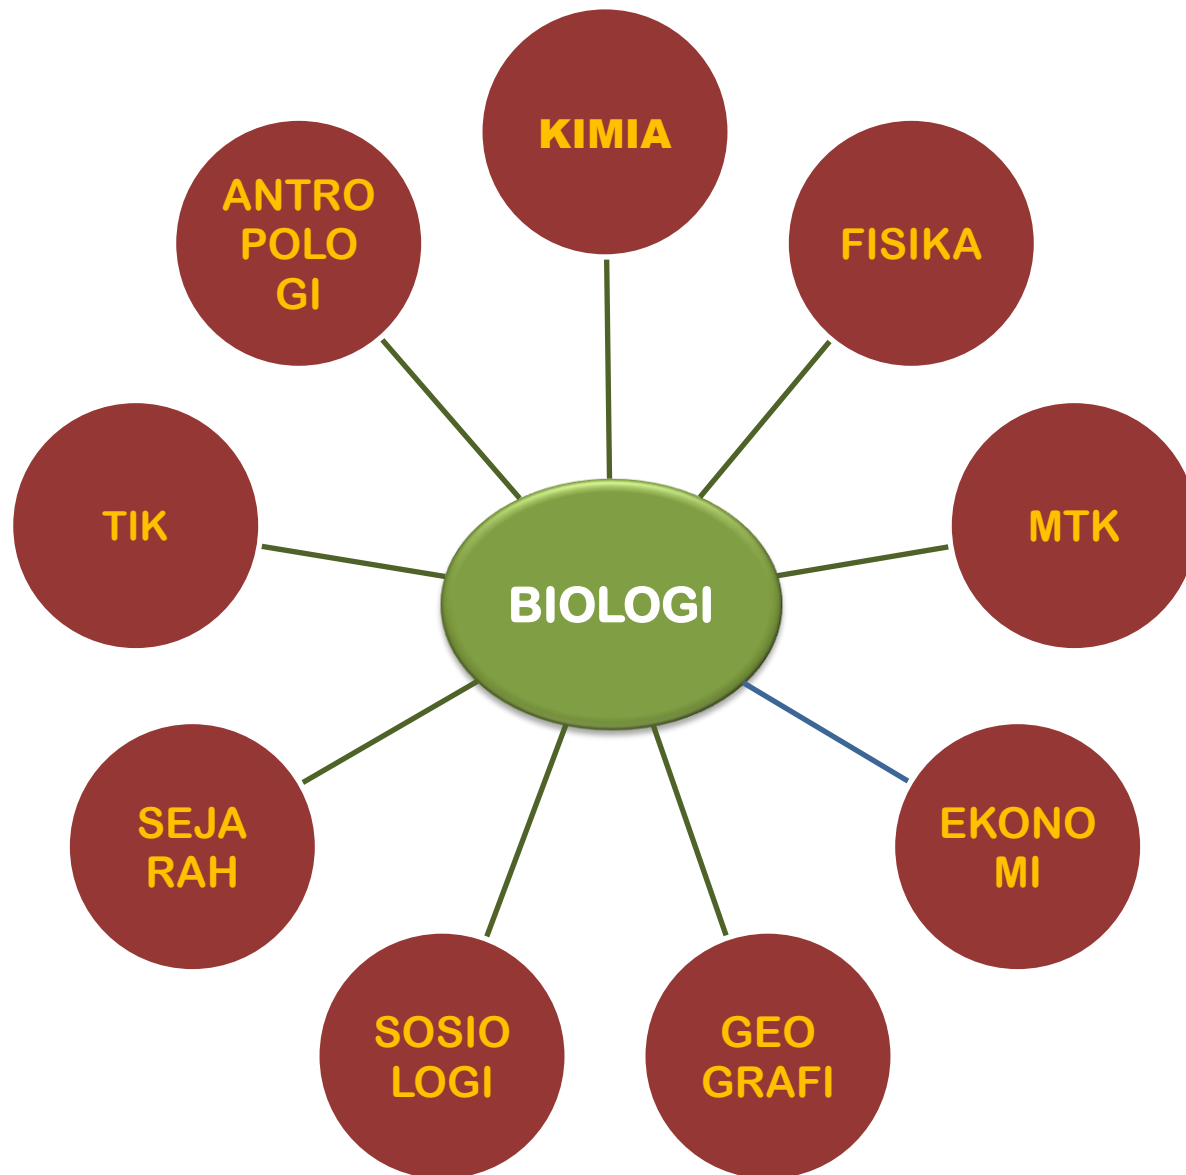 KIMIA
ANTRO
POLO
GI
FISIKA
TIK
MTK
BIOLOGI
SEJA
RAH
EKONO
MI
SOSIO
LOGI
GEO
GRAFI